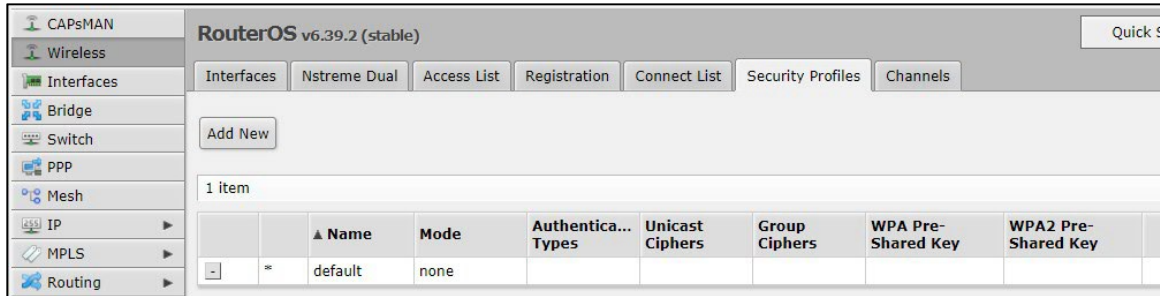 CAPsMAN
Wireless
Interfaces
Bridge
Switch
PPP
Mesh
IP
MPLS
Routing
RouterOS v6.39.2 (stable)
Quick S
Interfaces Nstreme Dual Access List Registration Connect List Security Profiles Channels
Add New
1 item
▲ Name Mode Authentica... Types Unicast Ciphers Group Ciphers WPA Pre-Shared Key WPA2 Pre-Shared Key
- * default none